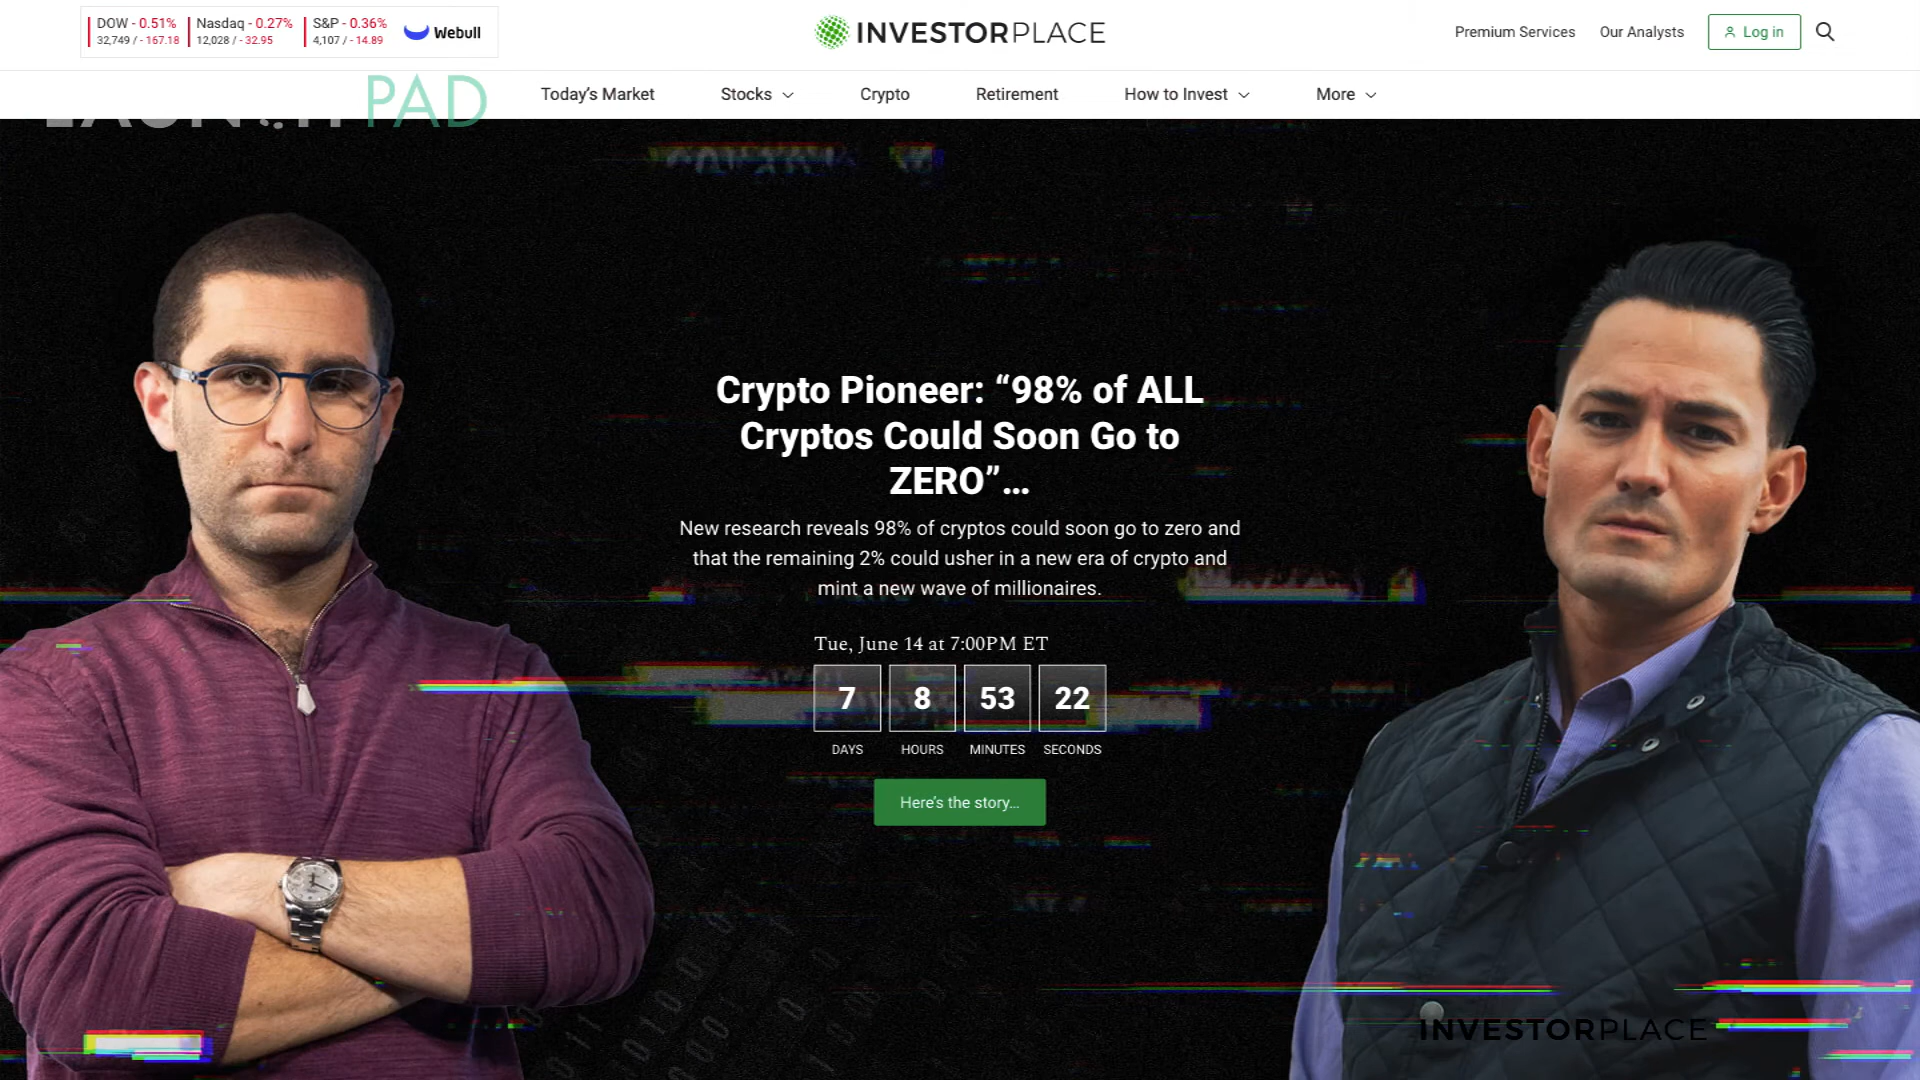 DOW - 0.51%
32,749 / - 167.18
Nasdaq - 0.27%
12,028 / - 32.95
S&P - 0.36%
4,107 / - 14.89
Webull
INVESTORPLACE
Premium Services
Our Analysts
Log in
PAD
Today's Market
Stocks
Crypto
Retirement
How to Invest
More
Crypto Pioneer: “98% of ALL
Cryptos Could Soon Go to
ZERO”...
New research reveals 98% of cryptos could soon go to zero and
that the remaining 2% could usher in a new era of crypto and
mint a new wave of millionaires.
Tue, June 14 at 7:00PM ET
7 8 53 22
DAYS HOURS MINUTES SECONDS
Here's the story...
INVESTORPLACE